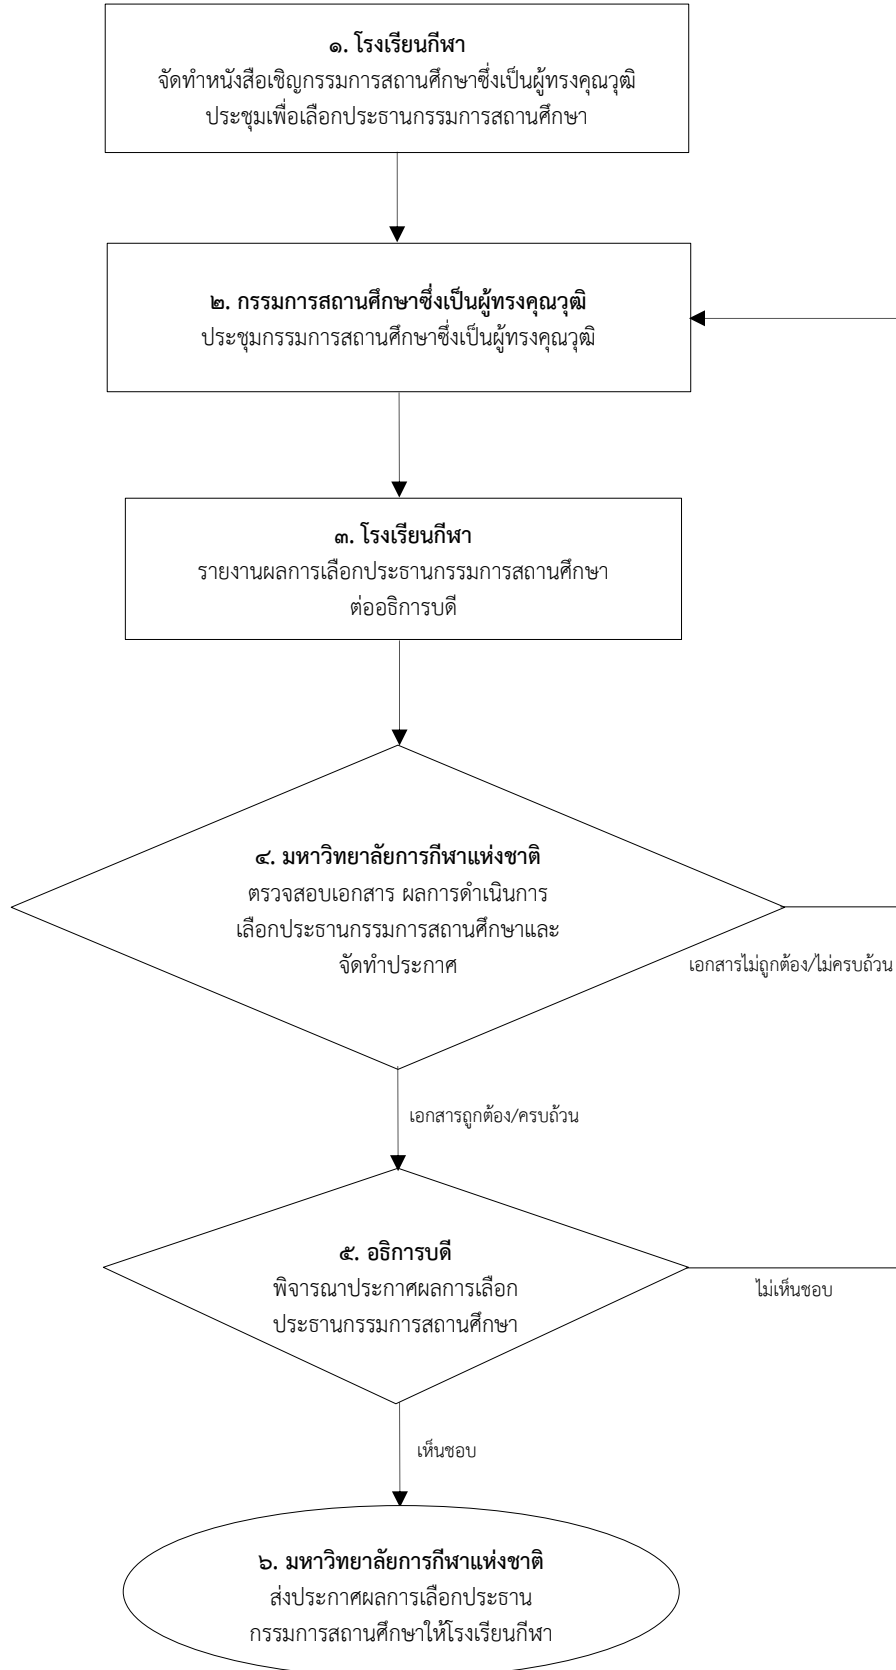 ๑. โรงเรียนกีฬา
จัดทำหนังสือเชิญกรรมการสถานศึกษาซึ่งเป็นผู้ทรงคุณวุฒิ
ประชุมเพื่อเลือกประธานกรรมการสถานศึกษา
๒. กรรมการสถานศึกษาซึ่งเป็นผู้ทรงคุณวุฒิ
ประชุมกรรมการสถานศึกษาซึ่งเป็นผู้ทรงคุณวุฒิ
๓. โรงเรียนกีฬา
รายงานผลการเลือกประธานกรรมการสถานศึกษา
ต่ออธิการบดี
๔. มหาวิทยาลัยการกีฬาแห่งชาติ
ตรวจสอบเอกสาร ผลการดำเนินการ
เลือกประธานกรรมการสถานศึกษาและ
จัดทำประกาศ
เอกสารไม่ถูกต้อง/ไม่ครบถ้วน
เอกสารถูกต้อง/ครบถ้วน
๕. อธิการบดี
พิจารณาประกาศผลการเลือก
ประธานกรรมการสถานศึกษา
ไม่เห็นชอบ
เห็นชอบ
๖. มหาวิทยาลัยการกีฬาแห่งชาติ
ส่งประกาศผลการเลือกประธาน
กรรมการสถานศึกษาให้โรงเรียนกีฬา